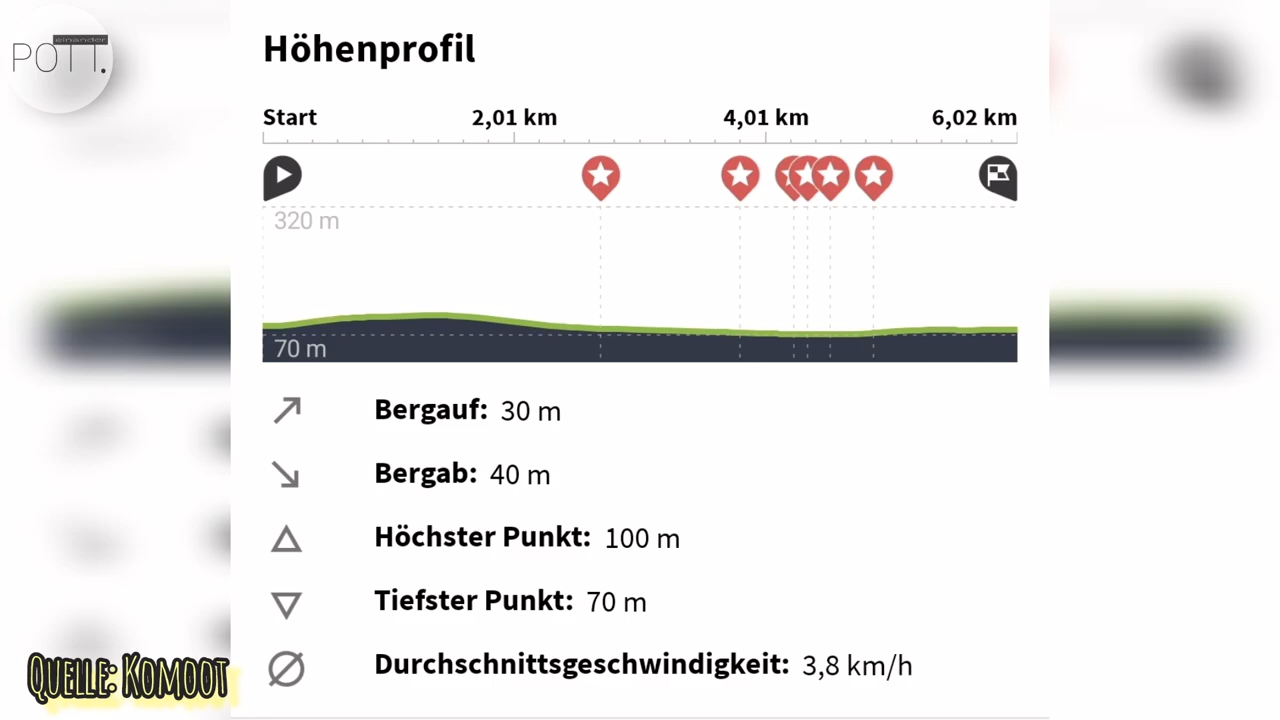 einander
POTT.
Höhenprofil
Start 2,01 km 4,01 km 6,02 km
320 m
70 m
Bergauf: 30 m
Bergab: 40 m
Höchster Punkt: 100 m
Tiefster Punkt: 70 m
Durchschnittsgeschwindigkeit: 3,8 km/h
QUELLE: KOMOOT